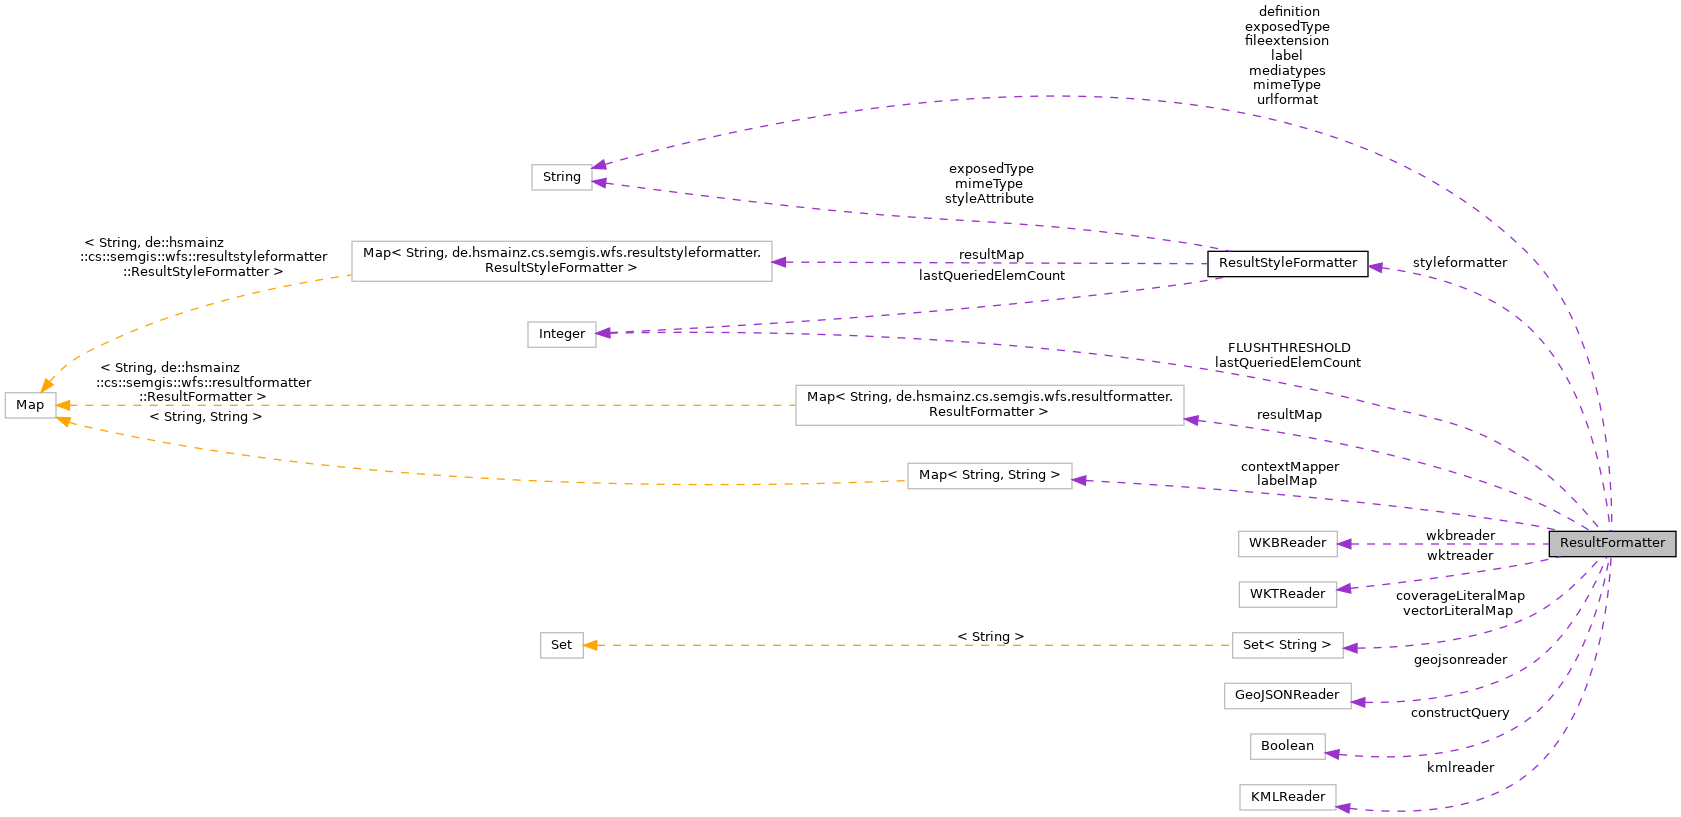 definition
exposedType
fileextension
label
mediatypes
mimeType
urlformat
exposedType
mimeType
styleAttribute
String
< String, de::hsmainz
::cs::semgis::wfs::resultstyleformatter
::ResultStyleFormatter >
Map< String, de.hsmainz.cs.semgis.wfs.resultstyleformatter.
ResultStyleFormatter >
resultMap
lastQueriedElemCount
ResultStyleFormatter
styleformatter
Integer
FLUSHTHRESHOLD
lastQueriedElemCount
< String, de::hsmainz
::cs::semgis::wfs::resultformatter
::ResultFormatter >
< String, String >
Map
Map< String, de.hsmainz.cs.semgis.wfs.resultformatter.
ResultFormatter >
resultMap
Map< String, String >
contextMapper
labelMap
WKBReader
wkbreader
ResultFormatter
wktreader
WKTReader
coverageLiteralMap
vectorLiteralMap
Set
< String >
Set< String >
geojsonreader
GeoJSONReader
constructQuery
Boolean
kmlreader
KMLReader